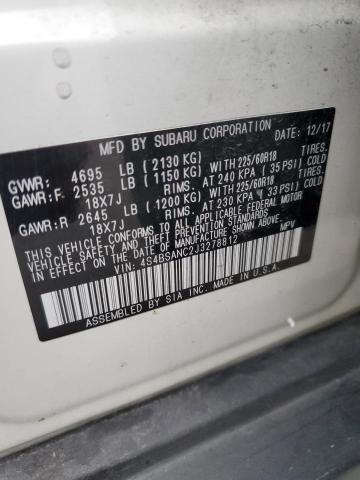 MFD BY SUBARU CORPORATION DATE: 12/17
GVWR: 4695 LB (2130 KG)
GAWR:F 2535 LB (1150 KG) WITH 225/60R18 TIRES.
18X7J RIMS. AT 240 KPA ( 35 PSI) COLD
GAWR:R 2645 LB (1200 KG) WITH 225/60R18 TIRES.
18X7J RIMS. AT 230 KPA ( 33 PSI) COLD
THIS VEHICLE CONFORMS TO ALL APPLICABLE FEDERAL MOTOR
VEHICLE SAFETY, BUMPER, AND THEFT PREVENTION
STANDARDS IN EFFECT ON THE DATE OF MANUFACTURE SHOWN ABOVE.
VIN: 4S4BSANC2J3278812 MPV
ASSEMBLED BY SIA INC. MADE IN U.S.A.